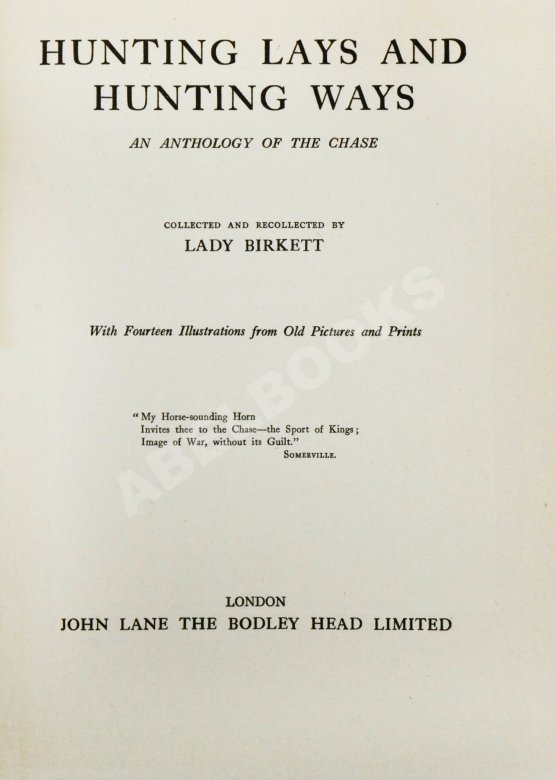 HUNTING LAYS AND
HUNTING WAYS
AN ANTHOLOGY OF THE CHASE
COLLECTED AND RECOLLECTED BY
LADY BIRKETT
With Fourteen Illustrations from Old Pictures and Prints
"My Horse-sounding Horn
Invites thee to the Chase—the Sport of Kings;
Image of War, without its Guilt."
SOMERVILLE.
LONDON
JOHN LANE THE BODLEY HEAD LIMITED